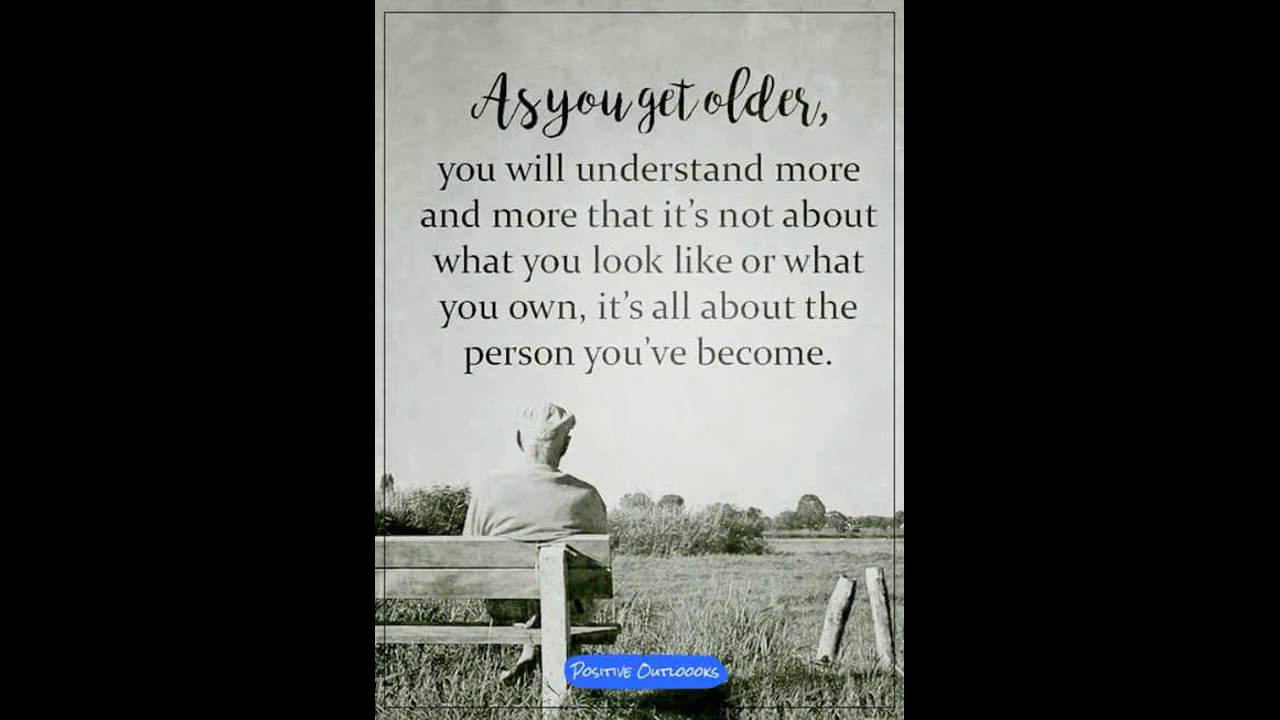 As you get older,
you will understand more
and more that it's not about
what you look like or what
you own, it's all about the
person you've become.
Positive Outloooks